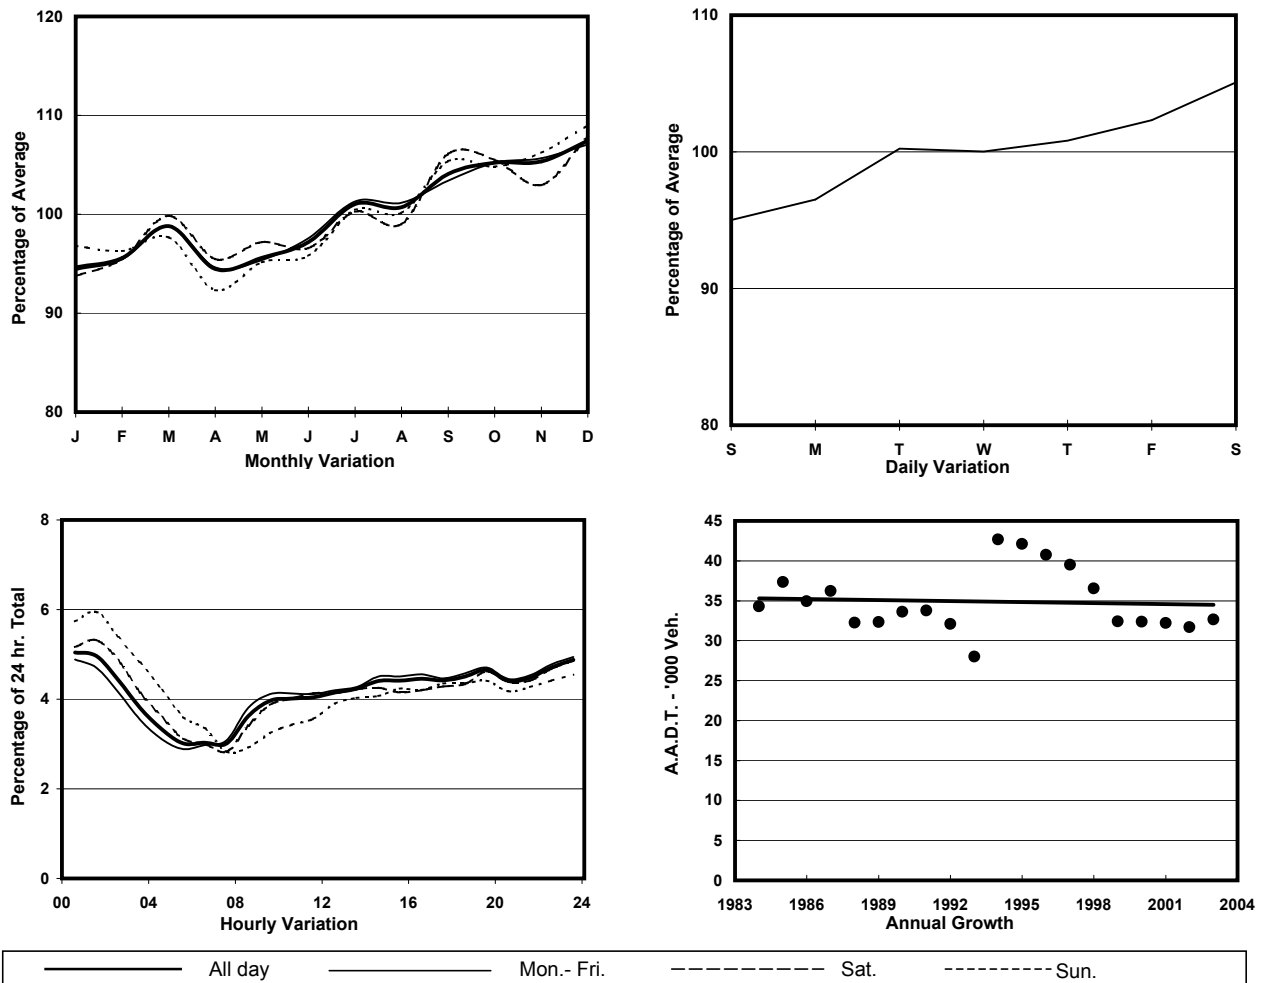 120
110
100
90
80
Percentage of Average
J F M A M J J A S O N D
Monthly Variation
110
100
90
80
Percentage of Average
S M T W T F S
Daily Variation
8
6
4
2
0
Percentage of 24 hr. Total
00 04 08 12 16 20 24
Hourly Variation
45
40
35
30
25
20
15
10
5
0
A.A.D.T. - '000 Veh.
1983 1986 1989 1992 1995 1998 2001 2004
Annual Growth
All day Mon.- Fri. Sat. Sun.